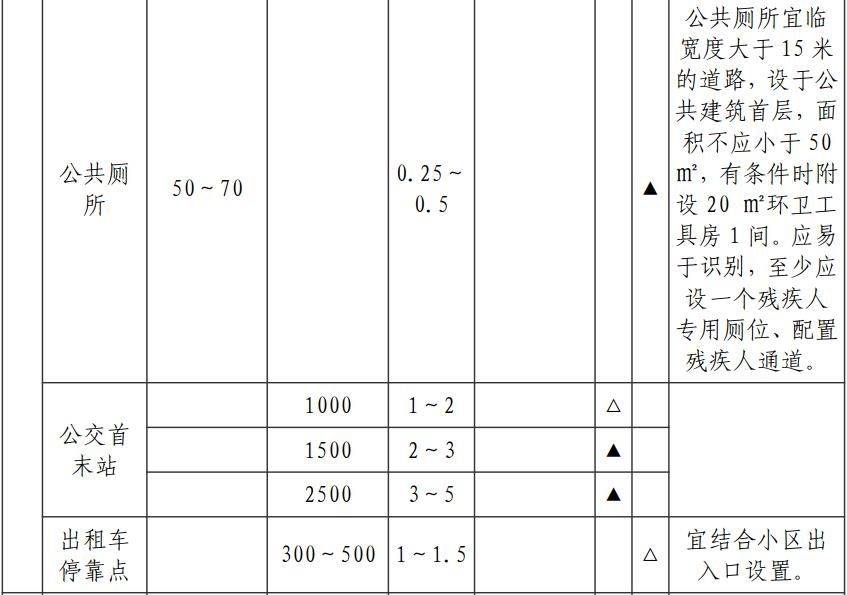 公共厕所宜临
宽度大于 15 米
的道路，设于公
共建筑首层，面
积不应小于 50
㎡，有条件时附
设 20 ㎡环卫工
具房 1 间。应易
于识别，至少应
设一个残疾人
专用厕位、配置
残疾人通道。
公共厕
所
50～70
0.25～
0.5
▲
公交首
末站
1000
1～2
△
1500
2～3
▲
2500
3～5
▲
出租车
停靠点
300～500
1～1.5
△
宜结合小区出
入口设置。